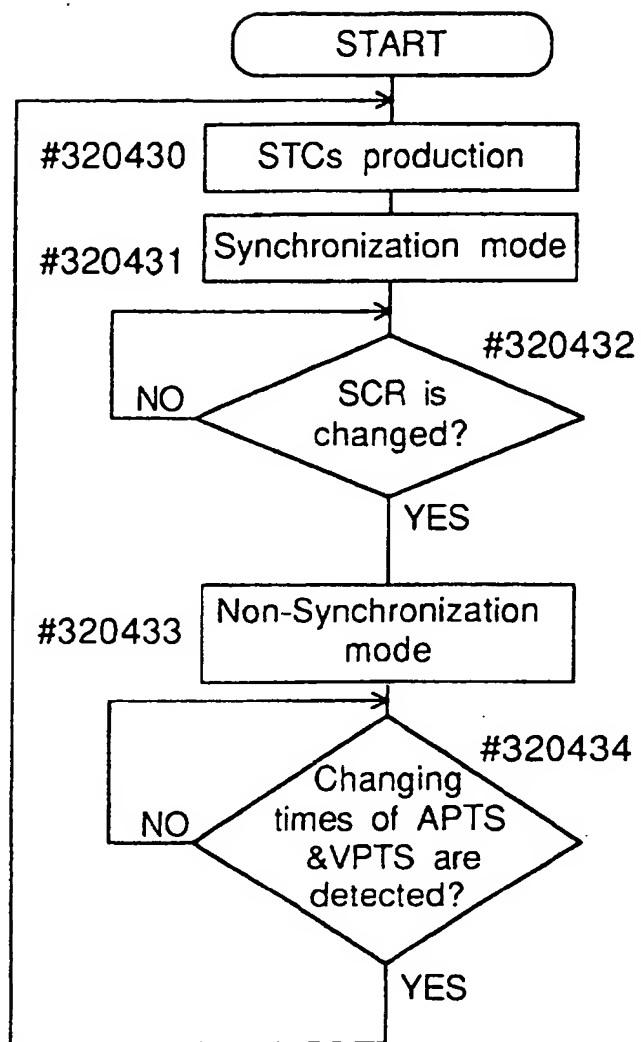 START
#320430
STCs production
#320431
Synchronization mode
#320432
SCR is
changed?
NO
YES
#320433
Non-Synchronization
mode
#320434
Changing
times of APTS
&VPTS are
detected?
NO
YES